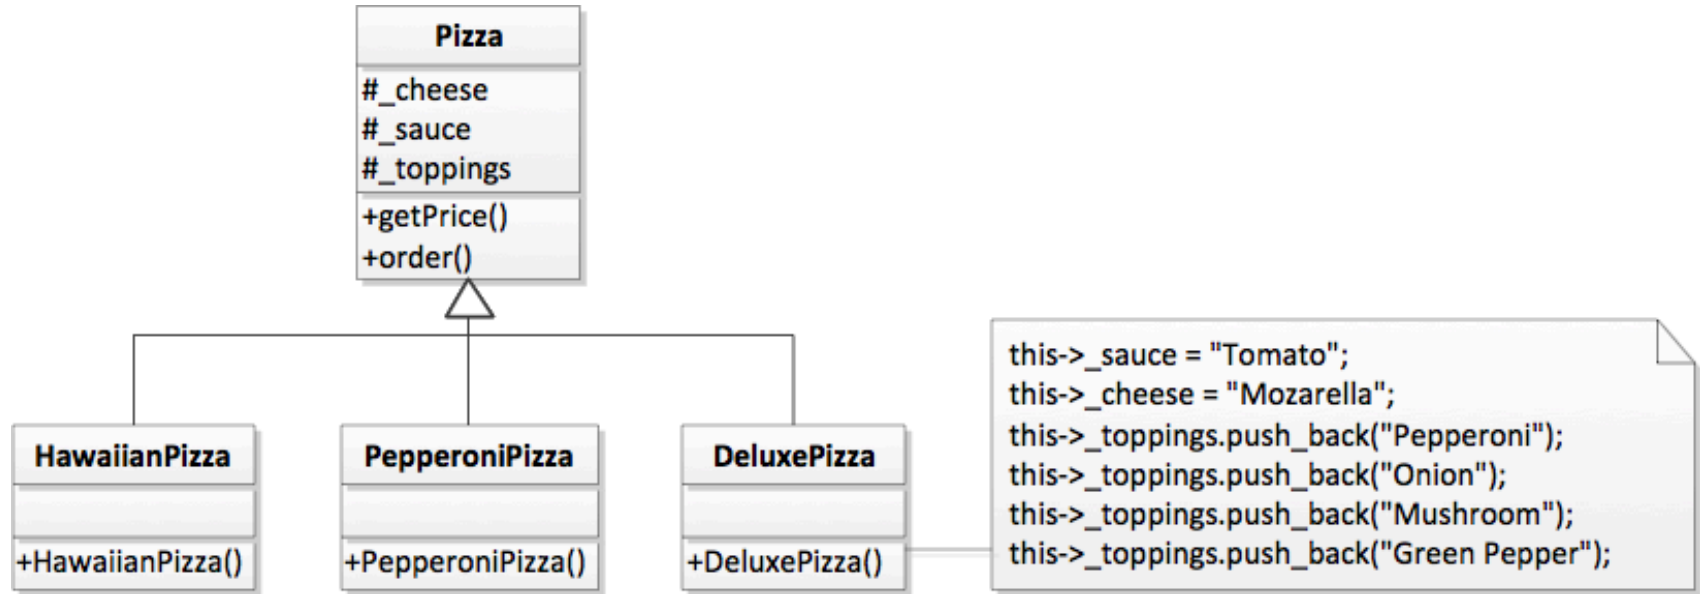 Pizza
#_cheese
#_sauce
#_toppings
+getPrice()
+order()
HawaiianPizza
+HawaiianPizza()
PepperoniPizza
+PepperoniPizza()
DeluxePizza
+DeluxePizza()
this->_sauce = "Tomato";
this->_cheese = "Mozarella";
this->_toppings.push_back("Pepperoni");
this->_toppings.push_back("Onion");
this->_toppings.push_back("Mushroom");
this->_toppings.push_back("Green Pepper");